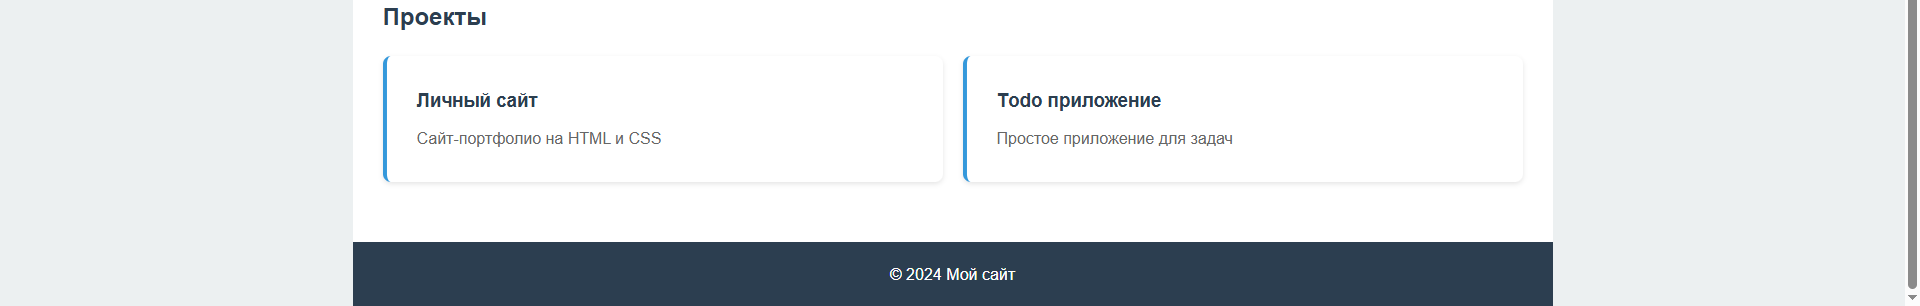 Проекты
Личный сайт
Сайт-портфолио на HTML и CSS
Todo приложение
Простое приложение для задач
© 2024 Мой сайт